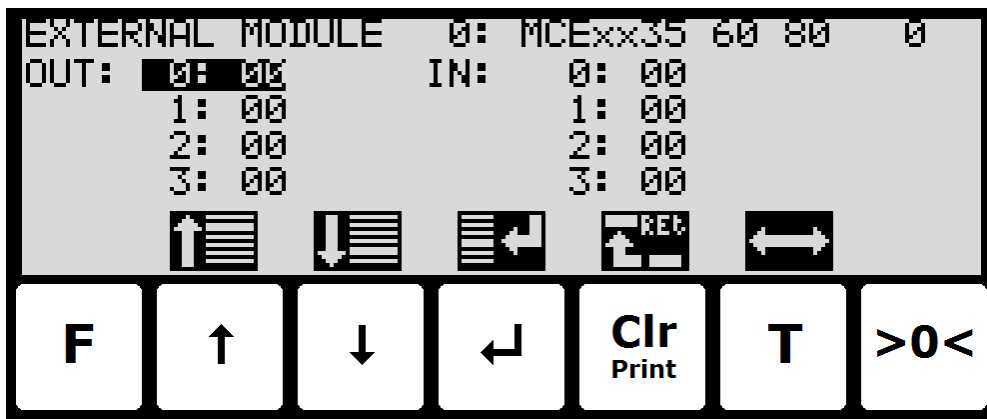 EXTERNAL MODULE 0: MCExx35 60 80 0
OUT: 0: 00 IN: 0: 00
1: 00 1: 00
2: 00 2: 00
3: 00 3: 00
REt
F ↑ ↓ ↵ Clr T >0<
Print